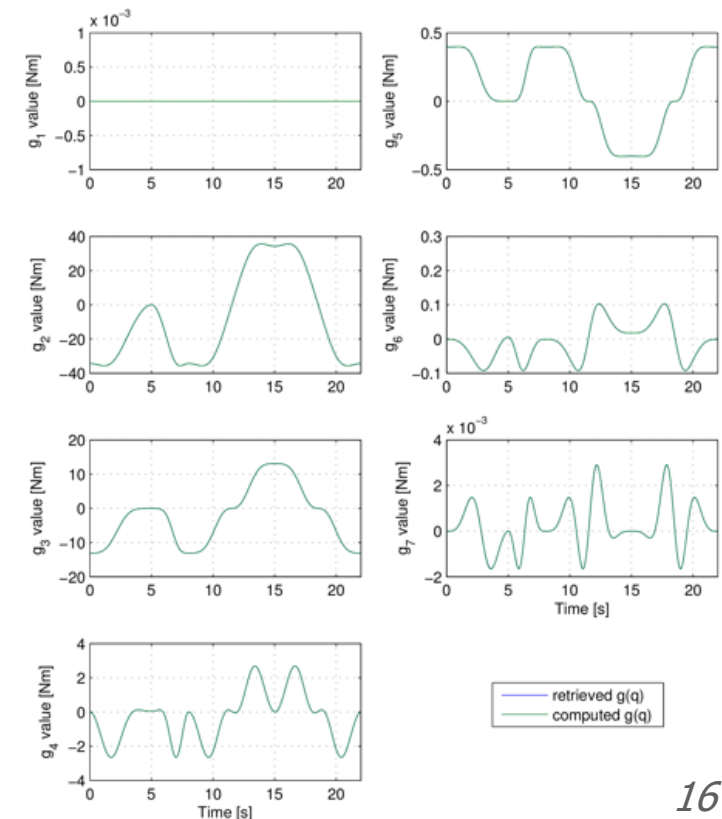 x 10⁻³
g₁ value [Nm]
1
0.5
0
−0.5
−1
0 5 10 15 20
g₅ value [Nm]
0.5
0
−0.5
0 5 10 15 20
g₂ value [Nm]
40
20
0
−20
−40
0 5 10 15 20
g₆ value [Nm]
0.3
0.2
0.1
0
−0.1
0 5 10 15 20
g₃ value [Nm]
20
10
0
−10
−20
0 5 10 15 20
x 10⁻³
g₇ value [Nm]
4
2
0
−2
0 5 10 15 20
Time [s]
g₄ value [Nm]
4
2
0
−2
−4
0 5 10 15 20
Time [s]
retrieved g(q)
computed g(q)
16